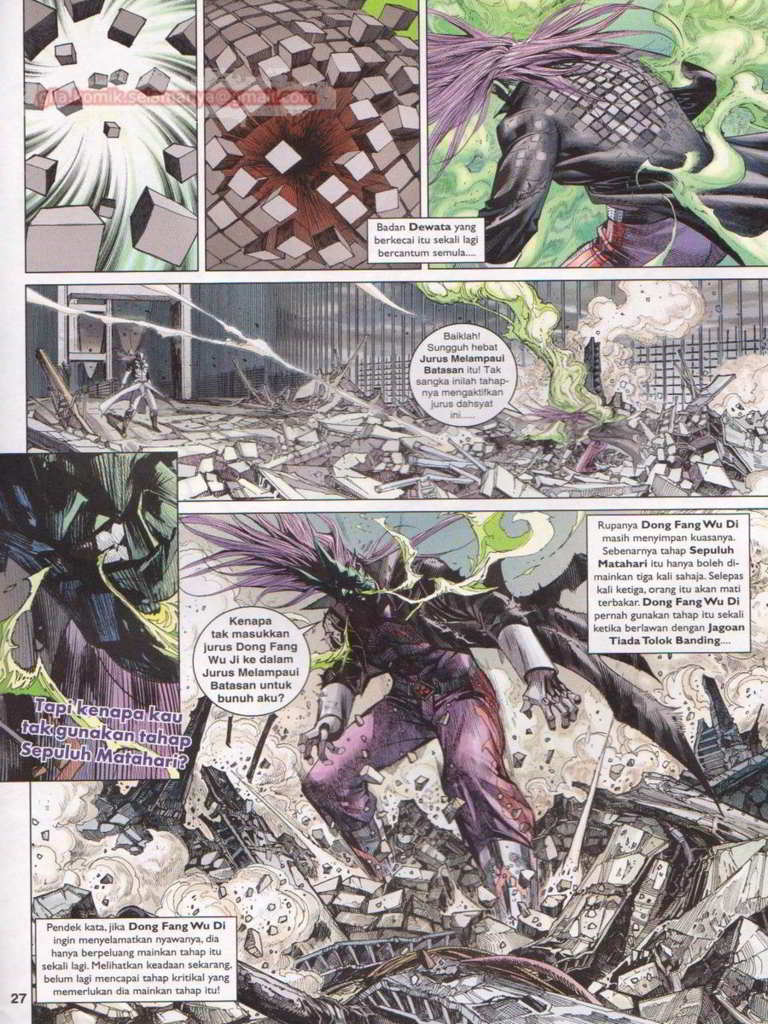 gila.komik.selamanya@gmail.com
Badan Dewata yang
berkecai itu sekali lagi
bercantum semula....
Baiklah!
Sungguh hebat
Jurus Melampaui
Batasan itu! Tak
sangka inilah tahap-
nya mengaktifkan
jurus dahsyat
ini.....
Tapi kenapa kau
tak gunakan tahap
Sepuluh Matahari?
Kenapa
tak masukkan
jurus Dong Fang
Wu Ji ke dalam
Jurus Melampaui
Batasan untuk
bunuh aku?
Rupanya Dong Fang Wu Di
masih menyimpan kuasanya.
Sebenarnya tahap Sepuluh
Matahari itu hanya boleh di-
mainkan tiga kali sahaja. Selepas
kali ketiga, orang itu akan mati
terbakar. Dong Fang Wu Di
pernah gunakan tahap itu sekali
ketika berlawan dengan Jagoan
Tiada Tolok Banding....
Pendek kata, jika Dong Fang Wu Di
ingin menyelamatkan nyawanya, dia
hanya berpeluang mainkan tahap itu
sekali lagi. Melihatkan keadaan sekarang,
belum lagi mencapai tahap kritikal yang
memerlukan dia mainkan tahap itu!
27